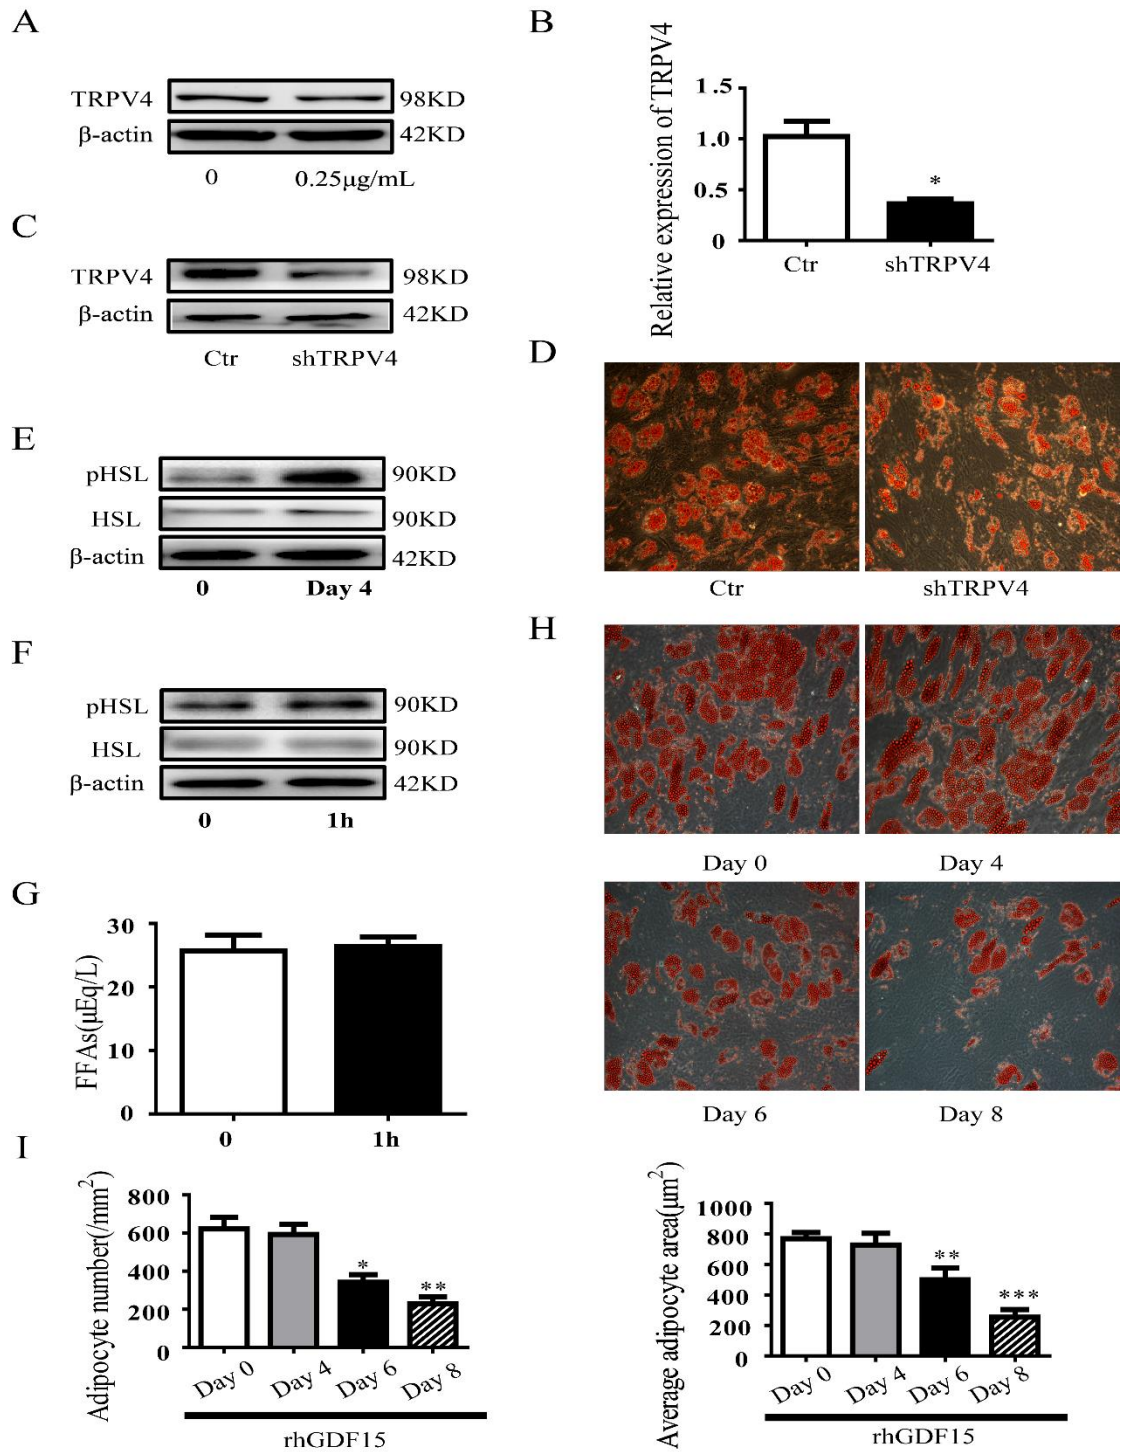 A
TRPV4 98KD
β-actin 42KD
0 0.25μg/mL
B
Relative expression of TRPV4
1.5
1.0
0.5
0
*
Ctr shTRPV4
C
TRPV4 98KD
β-actin 42KD
Ctr shTRPV4
D
Ctr shTRPV4
E
pHSL 90KD
HSL 90KD
β-actin 42KD
0 Day 4
F
pHSL 90KD
HSL 90KD
β-actin 42KD
0 1h
G
FFAs(μEq/L)
30
20
10
0
0 1h
H
Day 0 Day 4
Day 6 Day 8
I
Adipocyte number(/mm²)
800
600
400
200
0
* **
Day 0 Day 4 Day 6 Day 8
rhGDF15
Average adipocyte area(μm²)
1000
800
600
400
200
0
** ***
Day 0 Day 4 Day 6 Day 8
rhGDF15